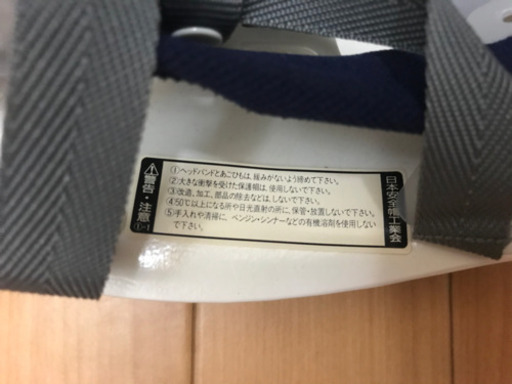 ⚠警告・注意
①-1
①ヘッドバンドとあごひもは、緩みがないよう締めて下さい。
②大きな衝撃を受けた保護帽は、使用しないで下さい。
③改造、加工、部品の除去などは、しないで下さい。
④50℃以上になる所や日光直射の所に、保管・放置しないで下さい。
⑤手入れや清掃に、ベンジン・シンナーなどの有機溶剤を使用しない
で下さい。
日本安全帽工業会